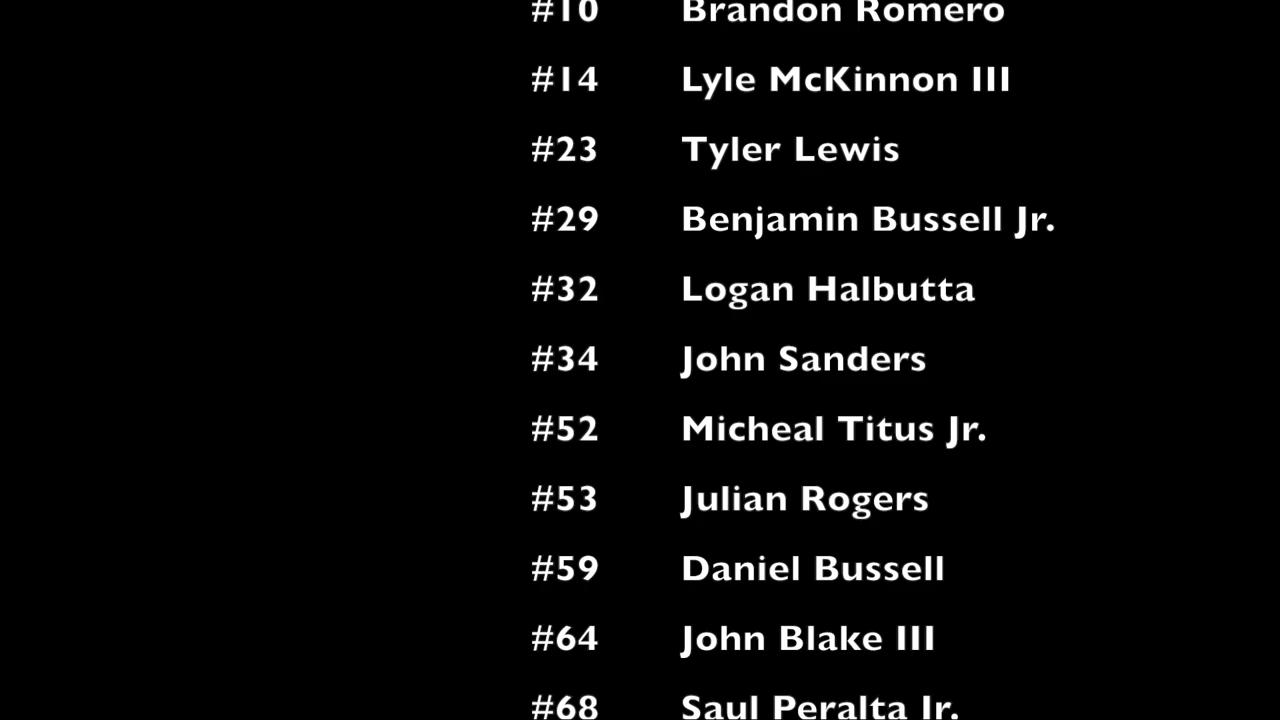 #10 Brandon Romero
#14 Lyle McKinnon III
#23 Tyler Lewis
#29 Benjamin Bussell Jr.
#32 Logan Halbutta
#34 John Sanders
#52 Micheal Titus Jr.
#53 Julian Rogers
#59 Daniel Bussell
#64 John Blake III
#68 Saul Peralta Jr.